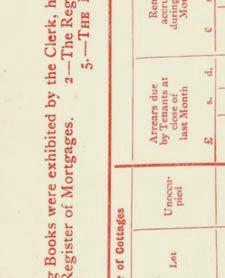 Books were exhibited by the Clerk,
Register of Mortgages. 2—The
5.—THE
of Cottages
Let
Unoccu-
pied
Arrears due
by Tenants at
close of
last Month
£ s. d.
during
£